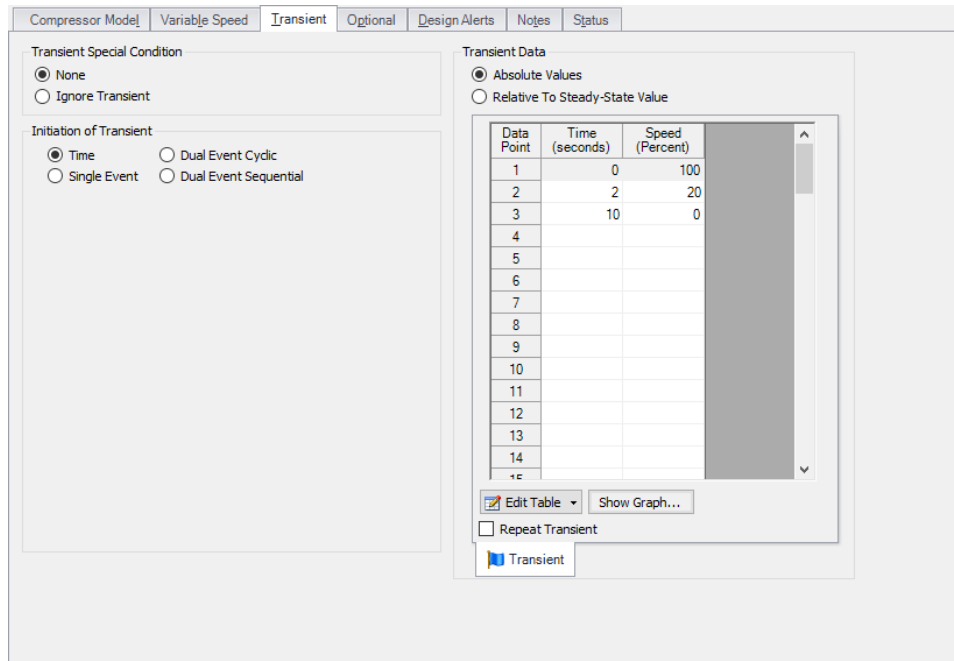 Compressor Model Variable Speed Transient Optional Design Alerts Notes Status
Transient Special Condition
None
Ignore Transient
Initiation of Transient
Time Dual Event Cyclic
Single Event Dual Event Sequential
Transient Data
Absolute Values
Relative To Steady-State Value
Data Point Time (seconds) Speed (Percent)
1 0 100
2 2 20
3 10 0
4
5
6
7
8
9
10
11
12
13
14
15
Edit Table Show Graph...
Repeat Transient
Transient